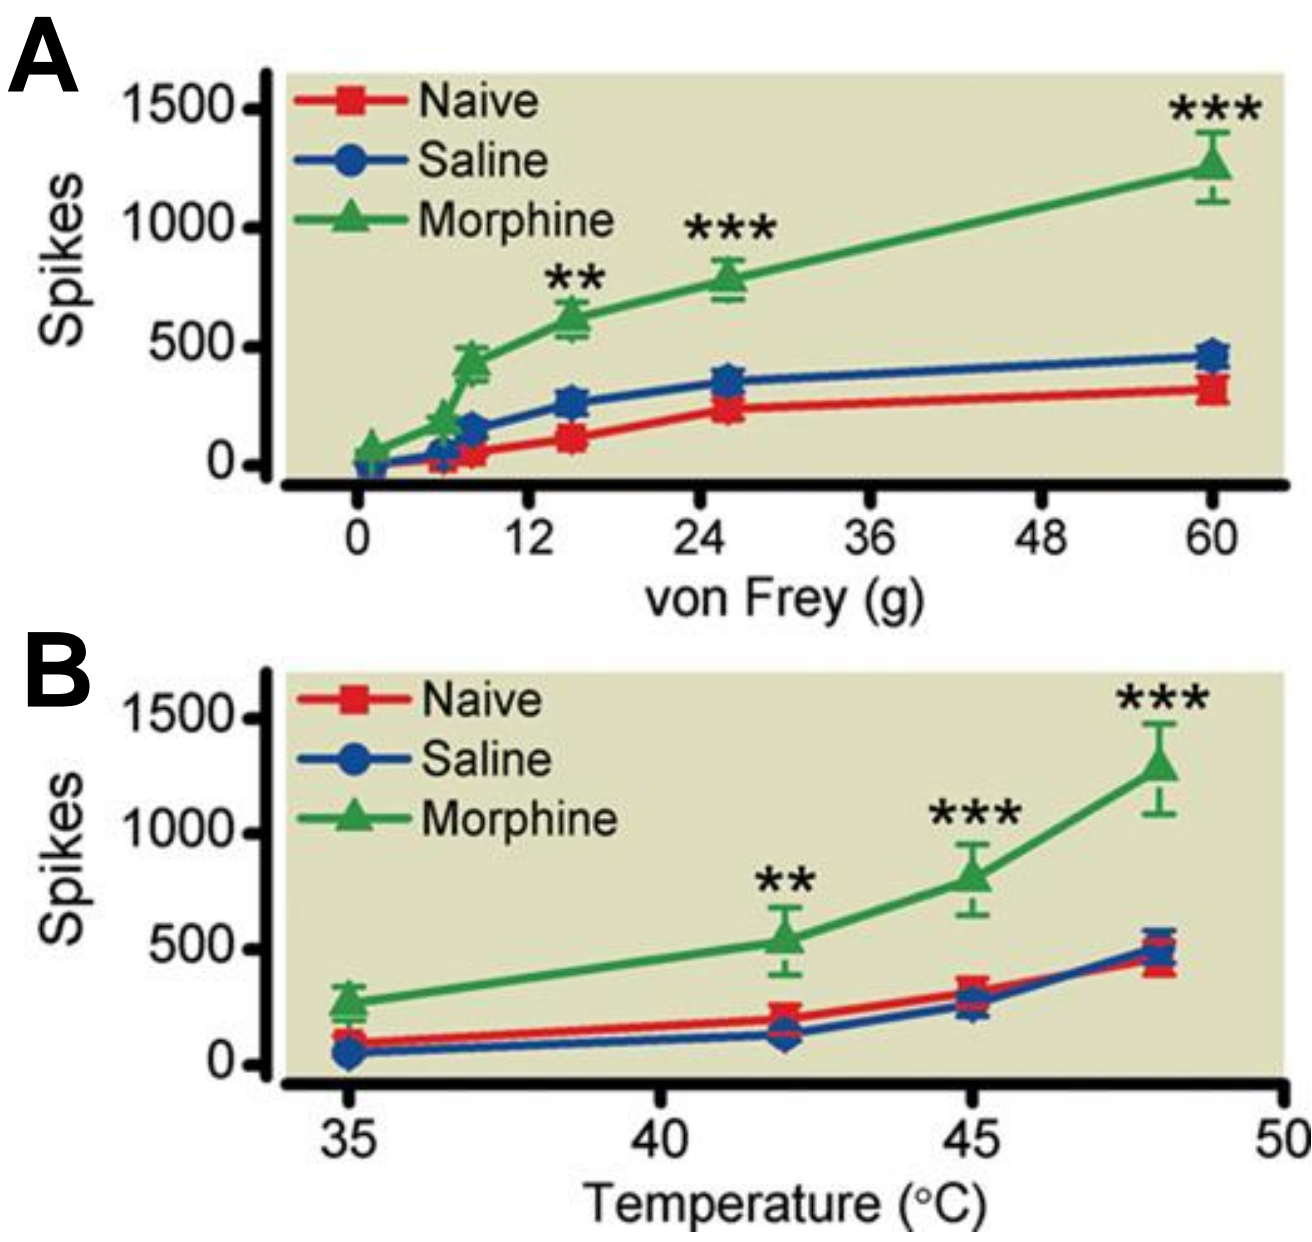 A
1500
1000
500
0
Spikes
Naive
Saline
Morphine
**
***
***
0 12 24 36 48 60
von Frey (g)
B
1500
1000
500
0
Spikes
Naive
Saline
Morphine
**
***
***
35 40 45 50
Temperature (°C)